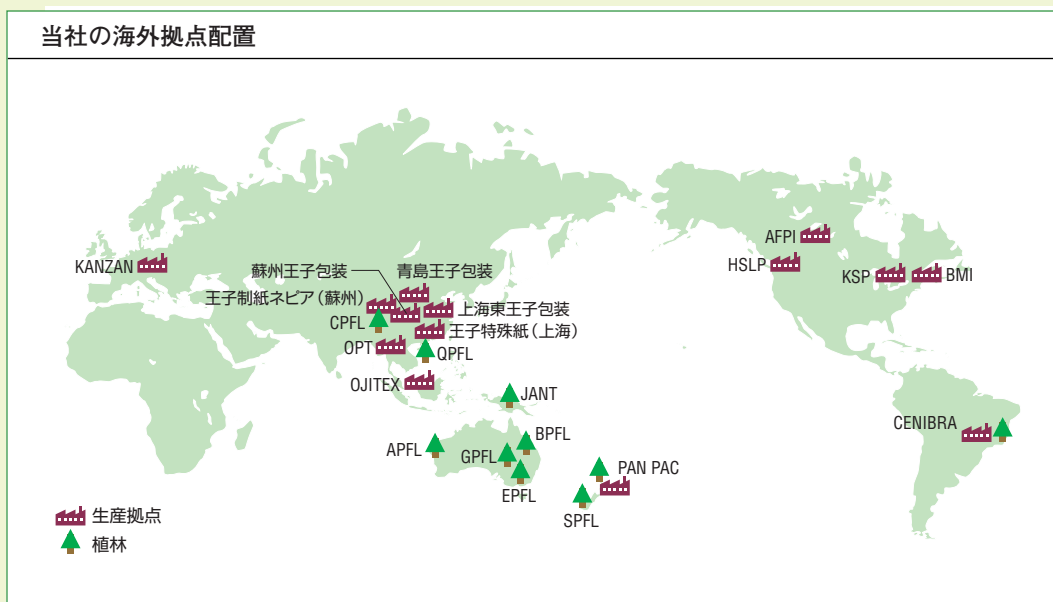 当社の海外拠点配置
AFPI
HSLP
KANZAN
蘇州王子包装
青島王子包装
KSP
BMI
王子制紙ネピア(蘇州)
上海東王子包装
CPFL
王子特殊紙(上海)
OPT
QPFL
OJITEX
JANT
CENIBRA
BPFL
APFL
GPFL
PAN PAC
EPFL
SPFL
生産拠点
植林